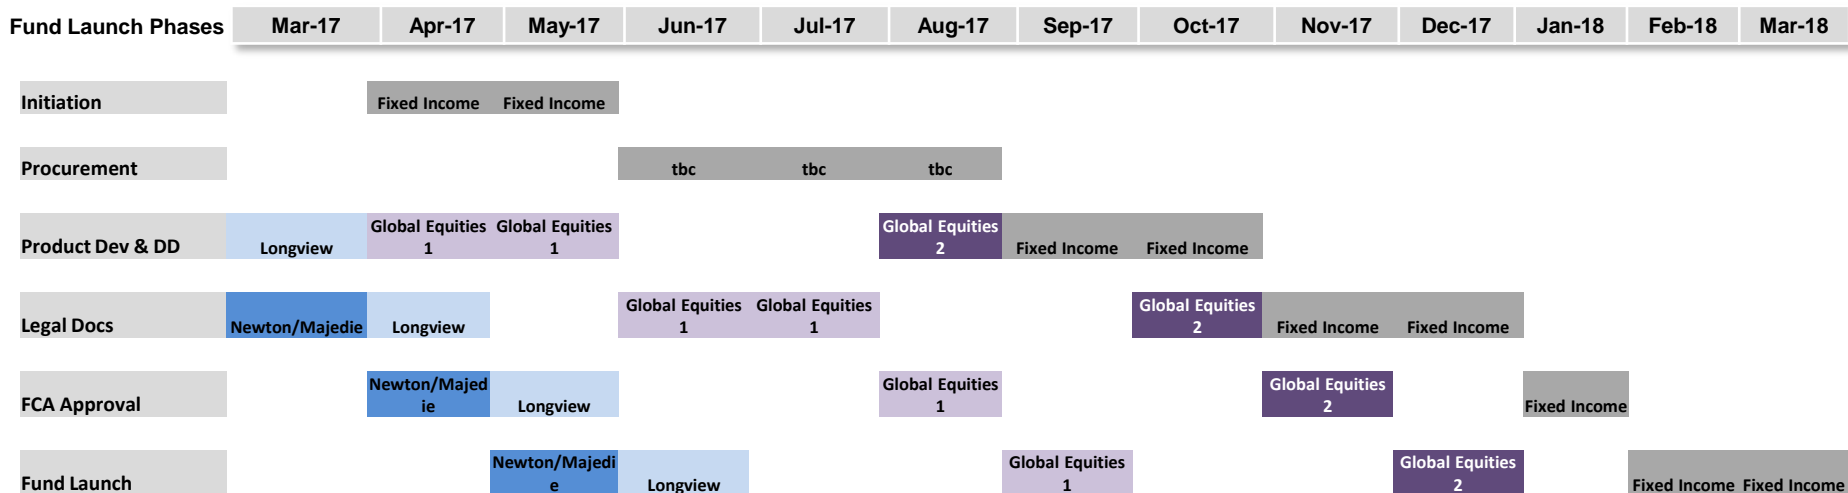 Fund Launch Phases Mar-17 Apr-17 May-17 Jun-17 Jul-17 Aug-17 Sep-17 Oct-17 Nov-17 Dec-17 Jan-18 Feb-18 Mar-18
Initiation Fixed Income Fixed Income
Procurement tbc tbc tbc
Global Equities Global Equities Global Equities
Product Dev & DD Longview 1 1 2 Fixed Income Fixed Income
Global Equities Global Equities Global Equities
Legal Docs Newton/Majedie Longview 1 1 2 Fixed Income Fixed Income
Newton/Majed Global Equities Global Equities
FCA Approval ie Longview 1 2 Fixed Income
Newton/Majedi Global Equities Global Equities
Fund Launch e Longview 1 2 Fixed Income Fixed Income